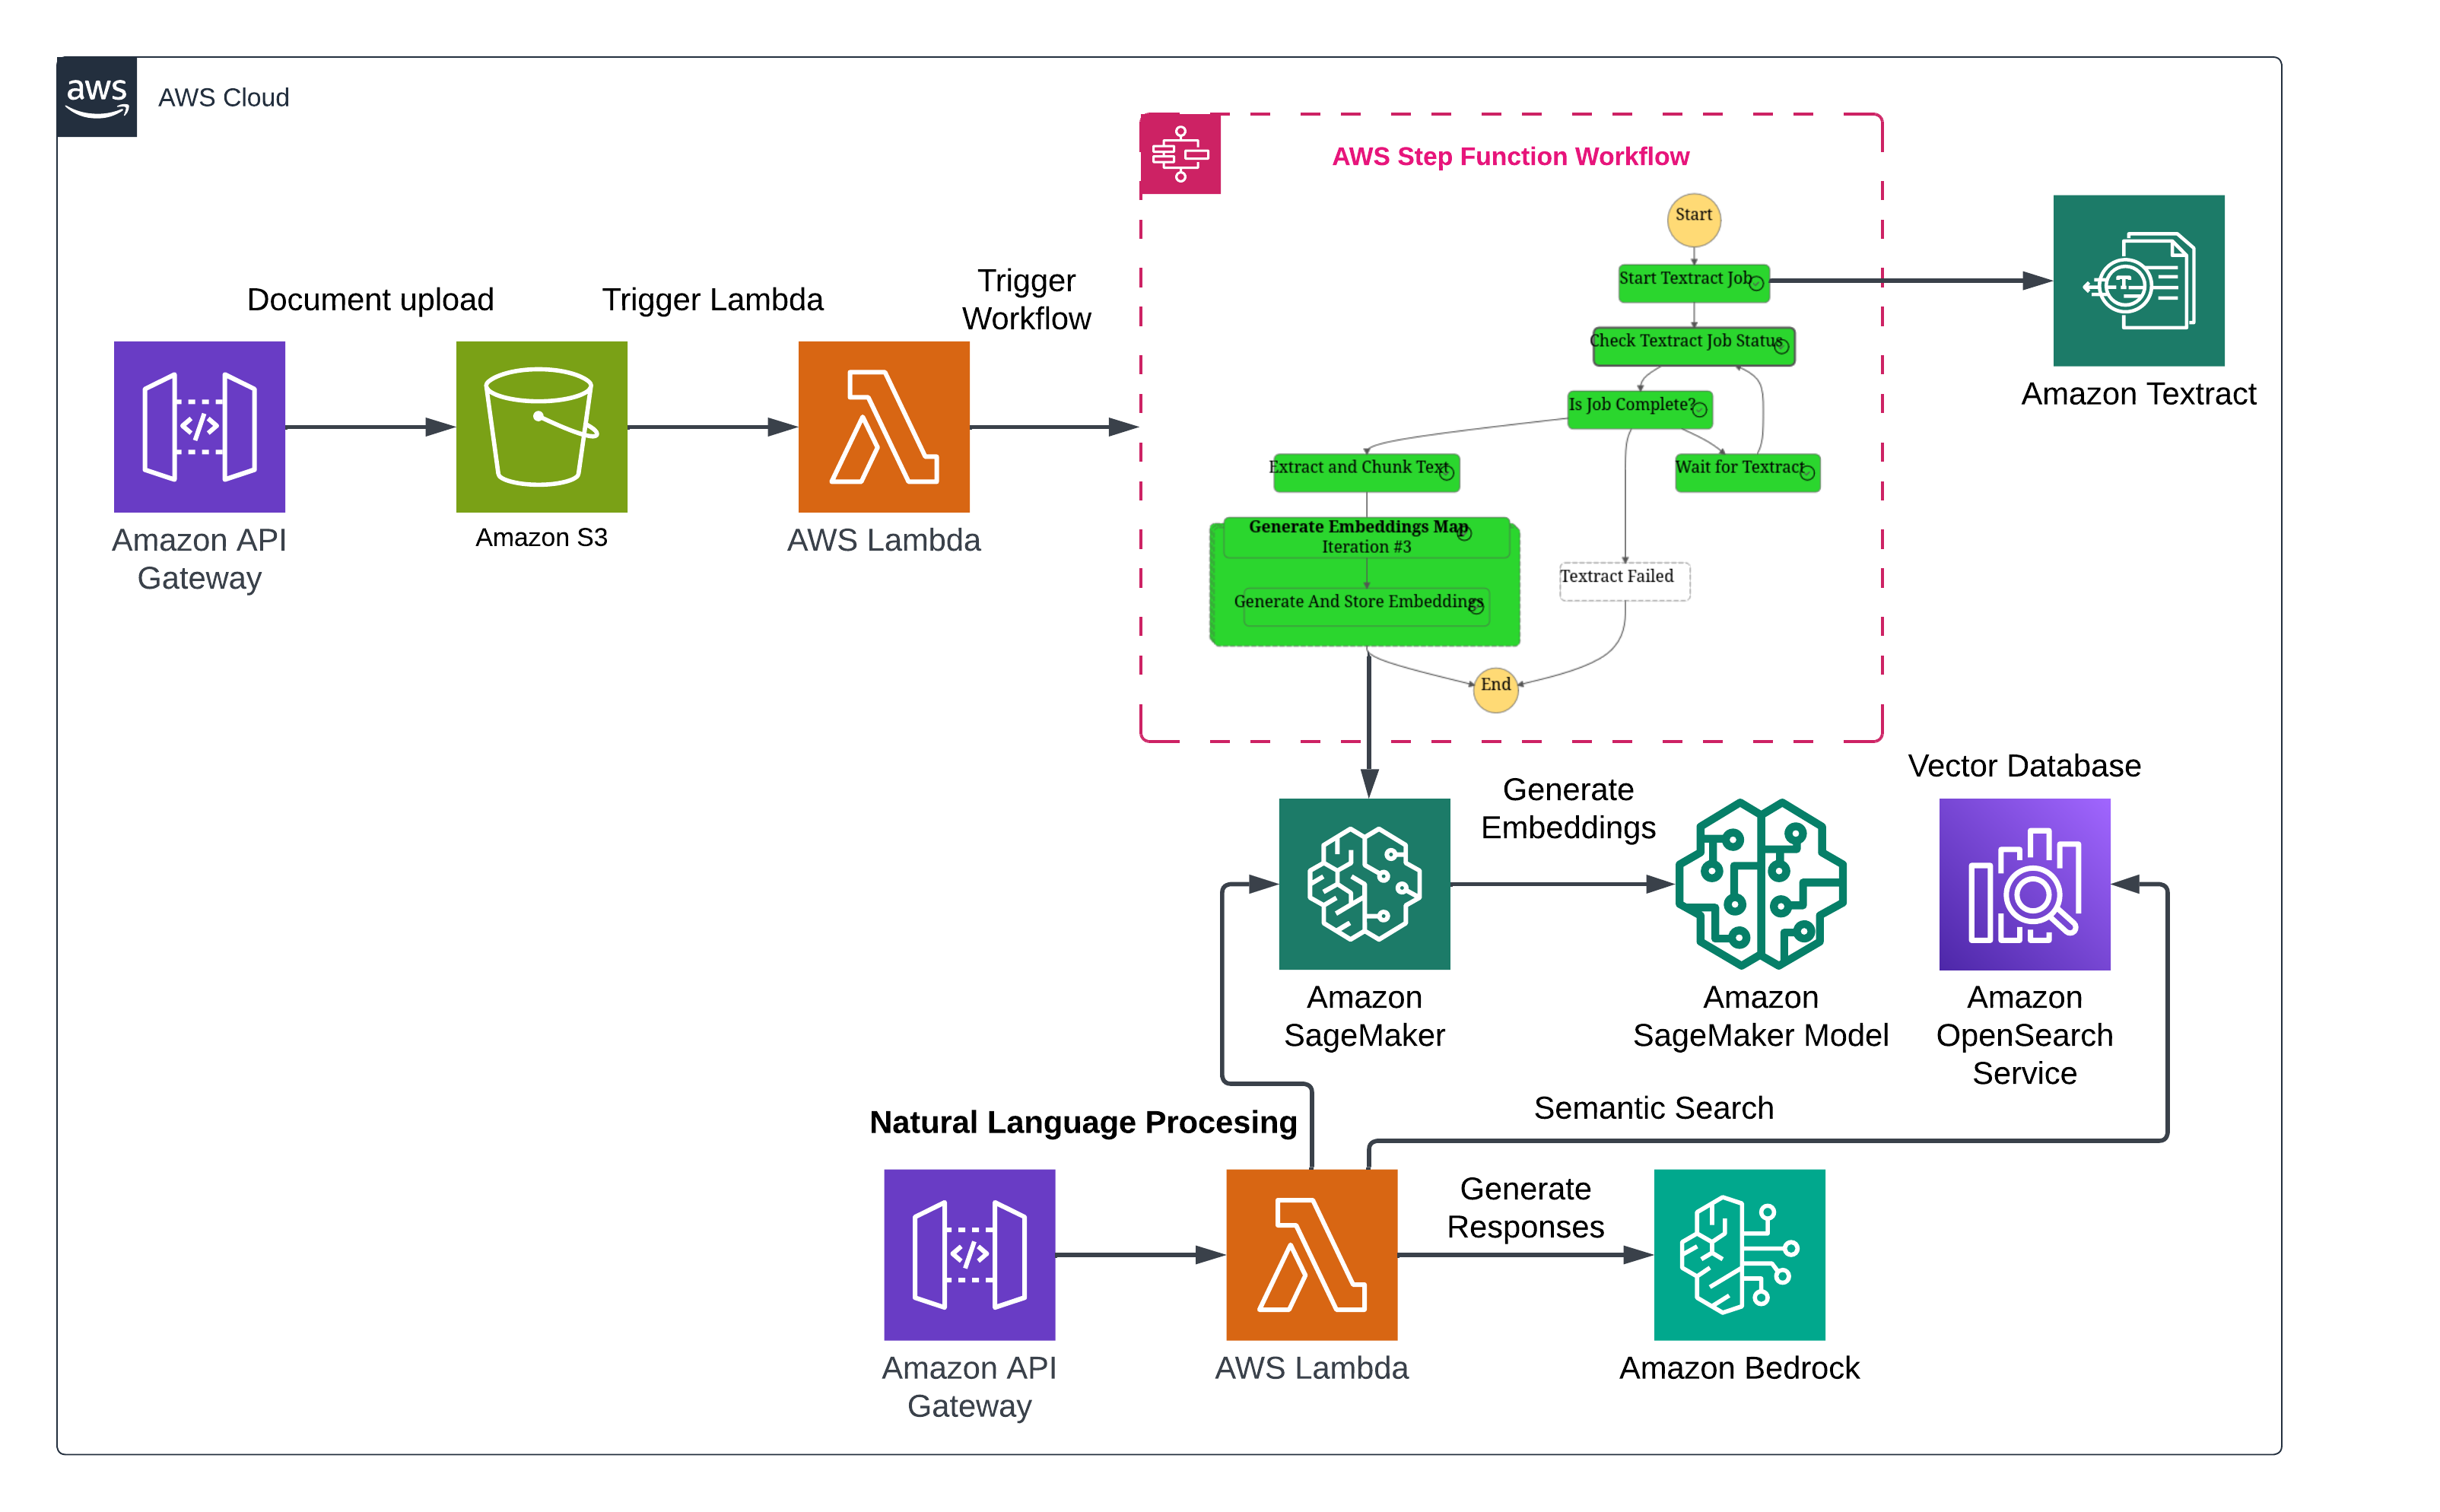 aws
AWS Cloud
AWS Step Function Workflow
Start
Start Textract Job
Check Textract Job Status
Is Job Complete?
Extract and Chunk Text
Wait for Textract
Generate Embeddings Map
Iteration #3
Generate And Store Embeddings
Textract Failed
End
Amazon Textract
Document upload
Trigger Lambda
Trigger
Workflow
Amazon API
Gateway
Amazon S3
AWS Lambda
Generate
Embeddings
Vector Database
Amazon
SageMaker
Amazon
SageMaker Model
Amazon
OpenSearch
Service
Natural Language Procesing
Semantic Search
Generate
Responses
Amazon API
Gateway
AWS Lambda
Amazon Bedrock